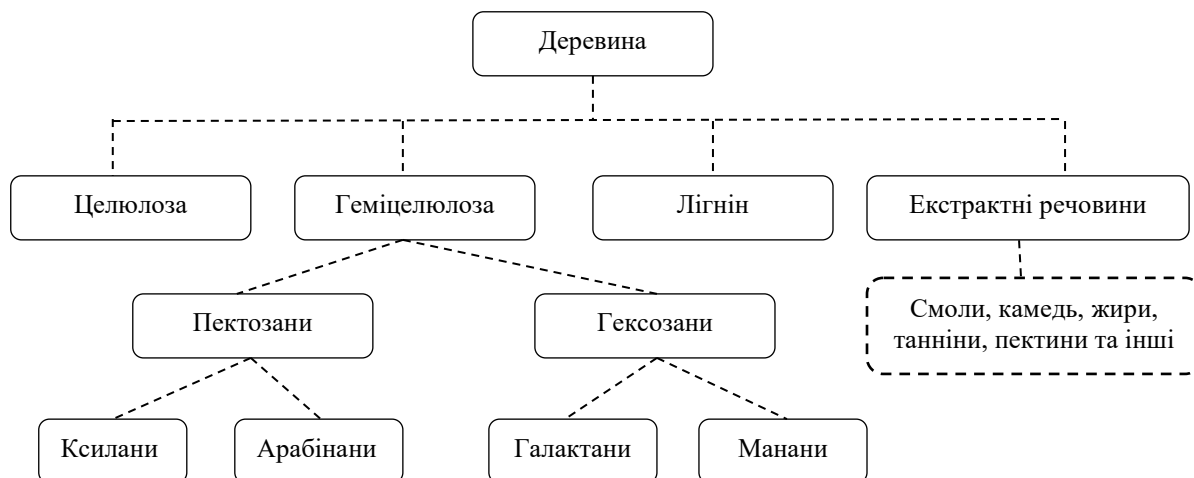 Деревина
Целюлоза
Геміцелюлоза
Лігнін
Екстрактні речовини
Смоли, камедь, жири,
танніни, пектини та інші
Пектозани
Гексозани
Ксилани
Арабінани
Галактани
Манани